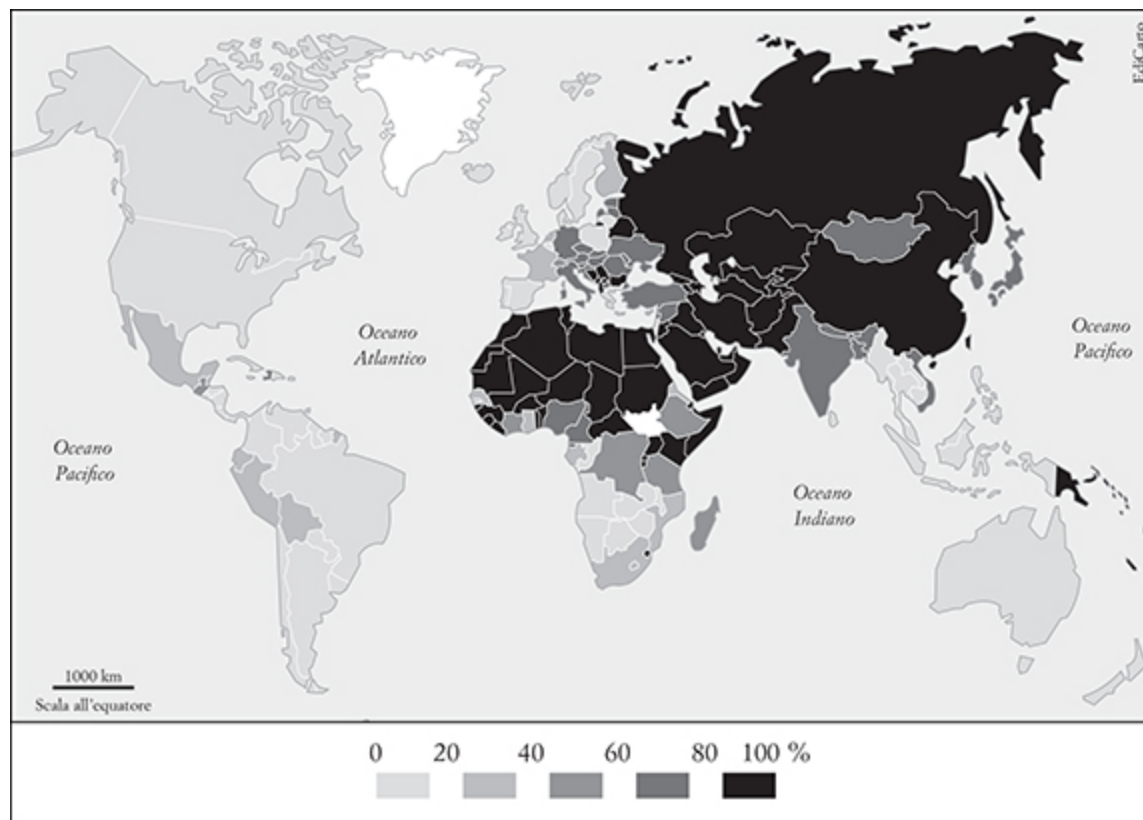 EdiCarto
Oceano
Atlantico
Oceano
Pacifico
Oceano
Pacifico
Oceano
Indiano
1000 km
Scala all'equatore
0 20 40 60 80 100 %